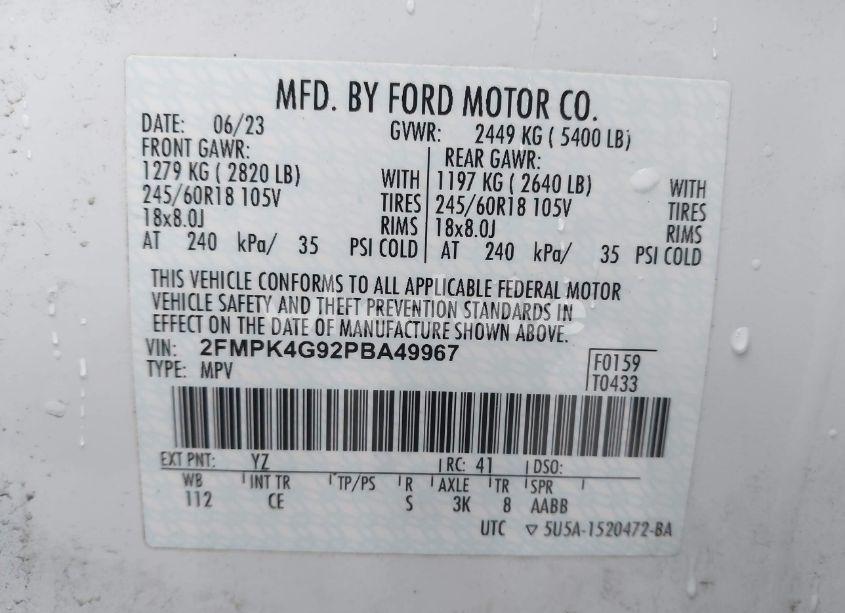 MFD. BY FORD MOTOR CO.
DATE: 06/23 GVWR: 2449 KG ( 5400 LB)
FRONT GAWR: REAR GAWR:
1279 KG ( 2820 LB) WITH 1197 KG ( 2640 LB) WITH
245/60R18 105V TIRES 245/60R18 105V TIRES
18x8.0J RIMS 18x8.0J RIMS
AT 240 kPa/ 35 PSI COLD AT 240 kPa/ 35 PSI COLD
THIS VEHICLE CONFORMS TO ALL APPLICABLE FEDERAL MOTOR
VEHICLE SAFETY AND THEFT PREVENTION STANDARDS IN
EFFECT ON THE DATE OF MANUFACTURE SHOWN ABOVE.
VIN: 2FMPK4G92PBA49967 F0159
TYPE: MPV T0433
EXT PNT: YZ RC: 41 DSO:
WB INT TR TP/PS R AXLE TR SPR
112 CE S 3K 8 AABB
UTC ▽ 5U5A-1520472-BA